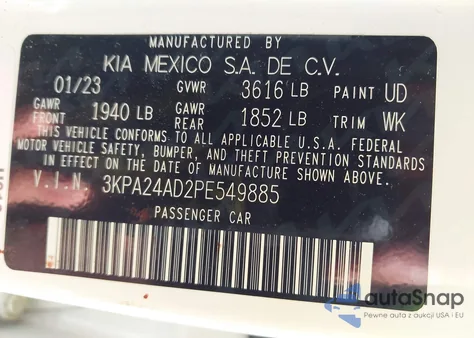 MANUFACTURED BY
KIA MEXICO S.A. DE C.V.
01/23 GVWR 3616 LB PAINT UD
GAWR FRONT 1940 LB GAWR REAR 1852 LB TRIM WK
THIS VEHICLE CONFORMS TO ALL APPLICABLE U.S.A. FEDERAL
MOTOR VEHICLE SAFETY, BUMPER, AND THEFT PREVENTION STANDARDS
IN EFFECT ON THE DATE OF MANUFACTURE SHOWN ABOVE.
V.I.N. 3KPA24AD2PE549885
PASSENGER CAR
autaSnap
Pewne auta z aukcji USA i EU